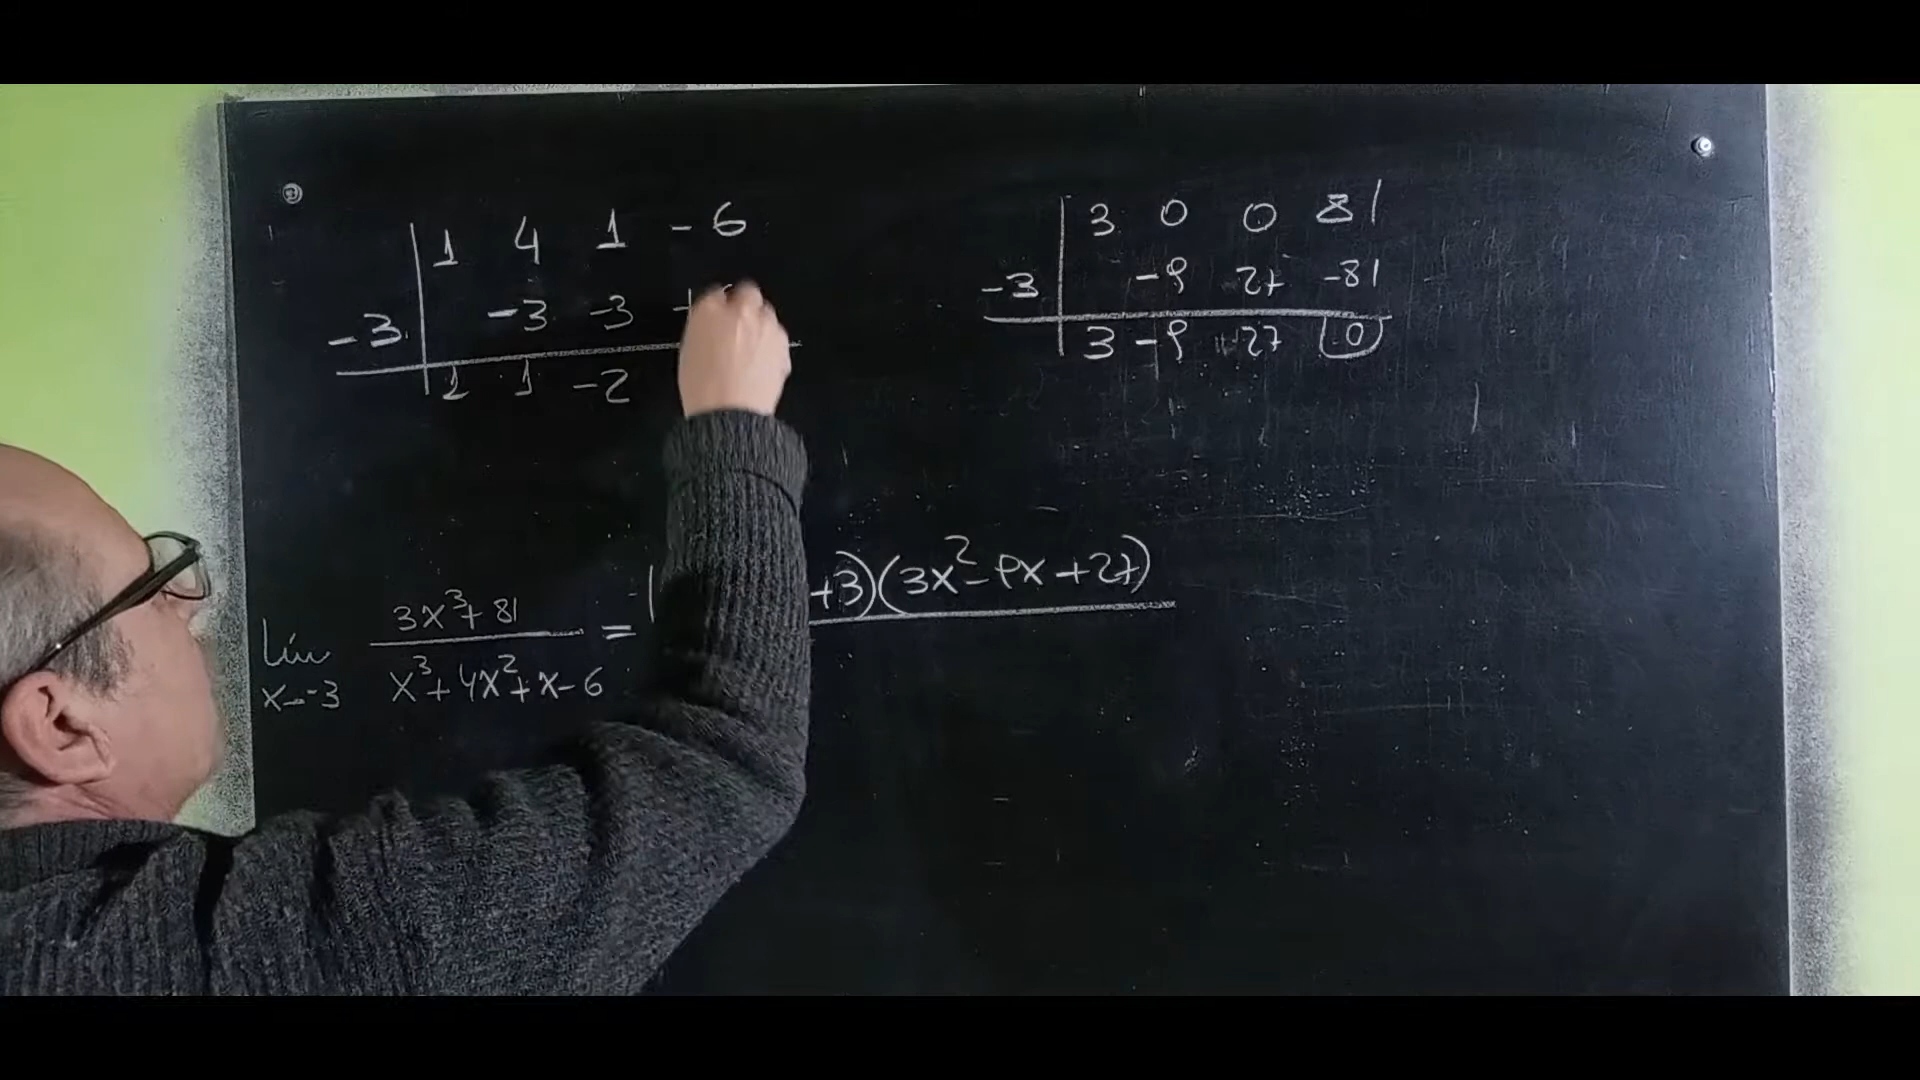 1 4 1 -6
-3 -3 -3 +
1 1 -2
3 0 0 81
-3 -9 27 -81
3 -9 27 0
lím 3x³+81 / x³+4x²+x-6 = +3)(3x²-9x+27)
x→-3